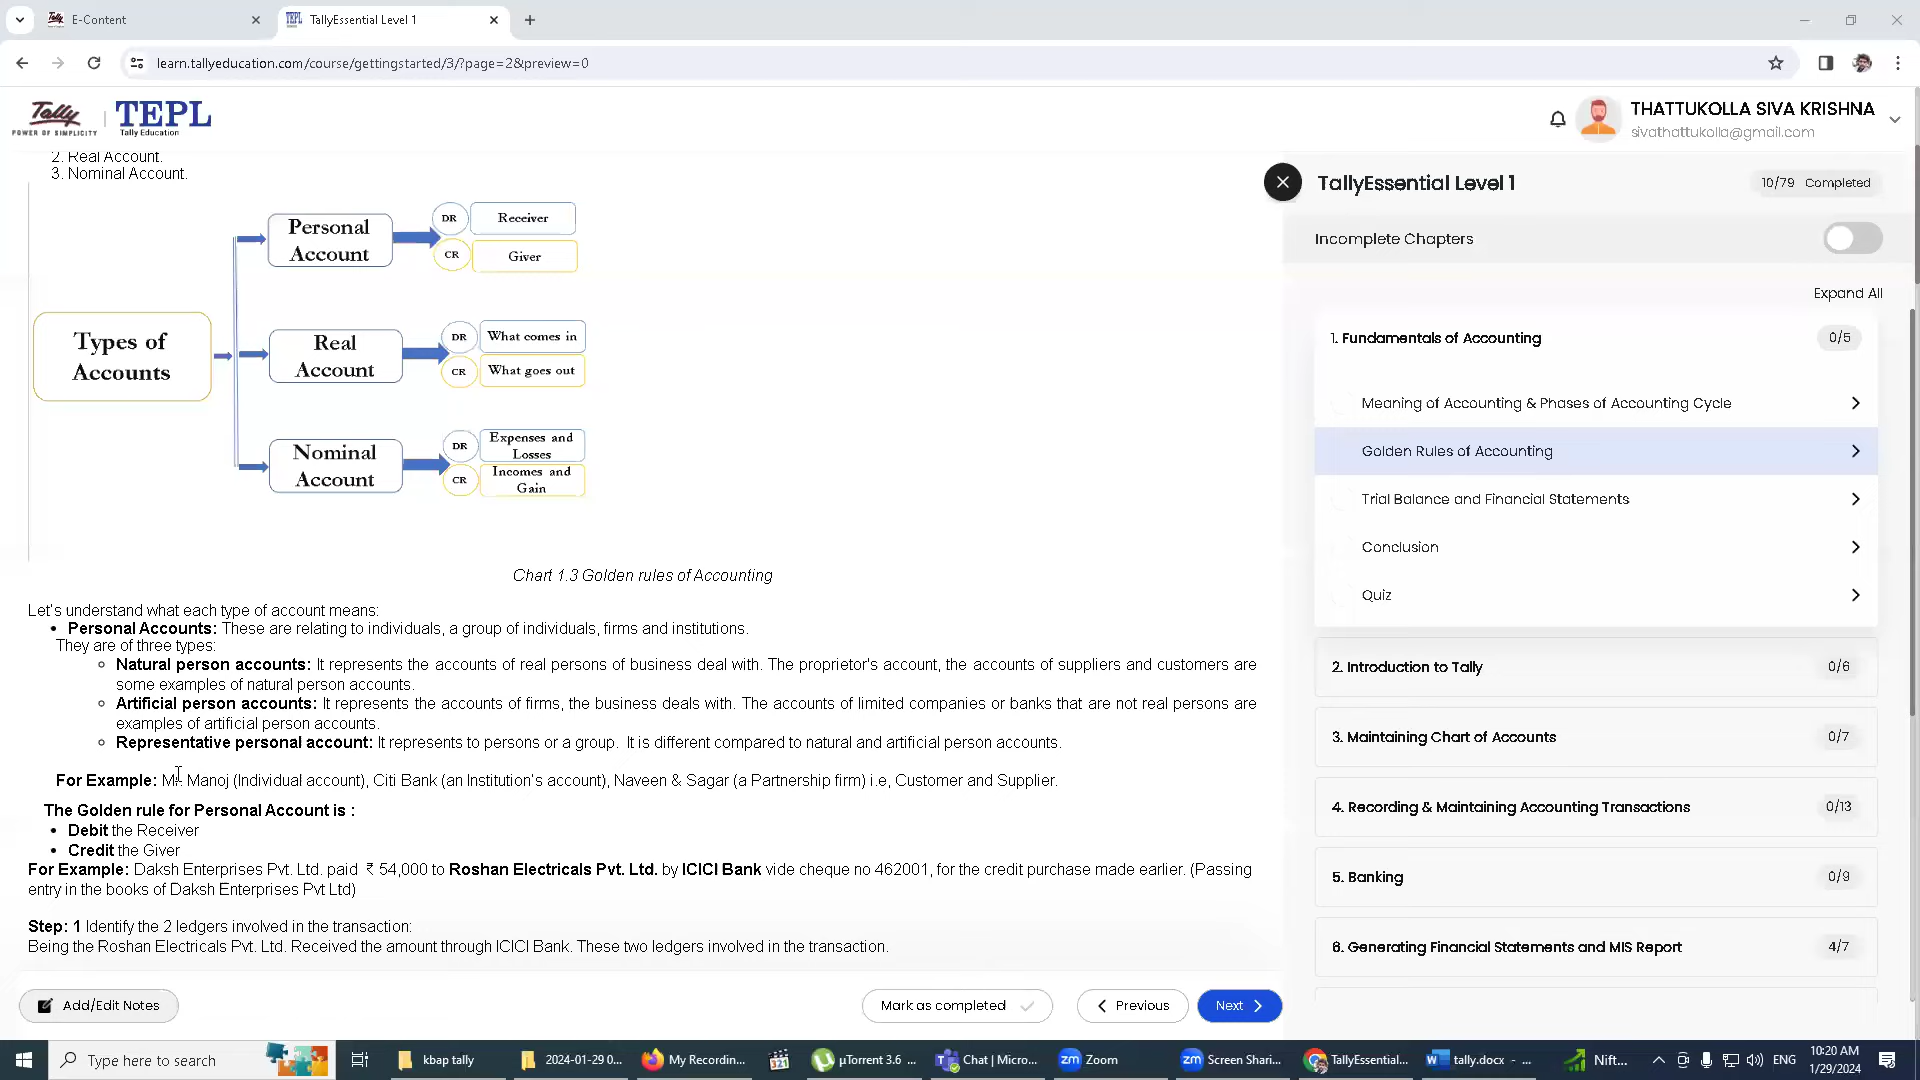 E-Content
TallyEssential Level 1
learn.tallyeducation.com/course/gettingstarted/3/?page=2&preview=0
Tally
POWER OF SIMPLICITY
TEPL
Tally Education
THATTUKOLLA SIVA KRISHNA
sivathattukolla@gmail.com
2. Real Account.
3. Nominal Account.
Types of
Accounts
Personal
Account
DR
Receiver
CR
Giver
Real
Account
DR
What comes in
CR
What goes out
Nominal
Account
DR
Expenses and
Losses
CR
Incomes and
Gain
Chart 1.3 Golden rules of Accounting
Let's understand what each type of account means:
• Personal Accounts: These are relating to individuals, a group of individuals, firms and institutions.
They are of three types:
Natural person accounts: It represents the accounts of real persons of business deal with. The proprietor's account, the accounts of suppliers and customers are
some examples of natural person accounts.
Artificial person accounts: It represents the accounts of firms, the business deals with. The accounts of limited companies or banks that are not real persons are
examples of artificial person accounts.
Representative personal account: It represents to persons or a group. It is different compared to natural and artificial person accounts.
For Example: Mr. Manoj (Individual account), Citi Bank (an Institution's account), Naveen & Sagar (a Partnership firm) i.e, Customer and Supplier.
The Golden rule for Personal Account is :
• Debit the Receiver
• Credit the Giver
For Example: Daksh Enterprises Pvt. Ltd. paid ₹ 54,000 to Roshan Electricals Pvt. Ltd. by ICICI Bank vide cheque no 462001, for the credit purchase made earlier. (Passing
entry in the books of Daksh Enterprises Pvt Ltd)
Step: 1 Identify the 2 ledgers involved in the transaction:
Being the Roshan Electricals Pvt. Ltd. Received the amount through ICICI Bank. These two ledgers involved in the transaction.
Add/Edit Notes
Mark as completed
Previous
Next
TallyEssential Level 1
10/79 Completed
Incomplete Chapters
Expand All
1. Fundamentals of Accounting
0/5
Meaning of Accounting & Phases of Accounting Cycle
Golden Rules of Accounting
Trial Balance and Financial Statements
Conclusion
Quiz
2. Introduction to Tally
0/6
3. Maintaining Chart of Accounts
0/7
4. Recording & Maintaining Accounting Transactions
0/13
5. Banking
0/9
6. Generating Financial Statements and MIS Report
4/7
Type here to search
kbap tally
2024-01-29 0...
My Recordin...
321
µTorrent 3.6 ...
Chat | Micro...
zm Zoom
zm Screen Shari...
TallyEssential...
tally.docx - ...
Nift...
ENG
10:20 AM
1/29/2024